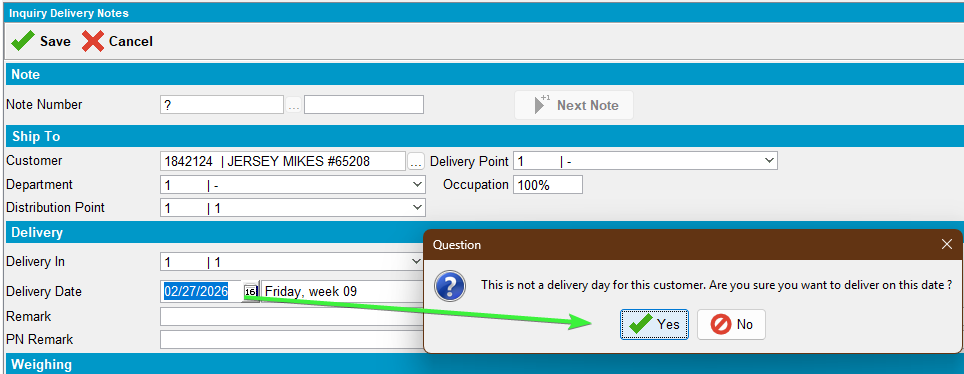 Inquiry Delivery Notes
Save Cancel
Note
Note Number ? ... +1 Next Note
Ship To
Customer 1842124 | JERSEY MIKES #65208 ... Delivery Point 1 | -
Department 1 | - Occupation 100%
Distribution Point 1 | 1
Delivery
Question
Delivery In 1 | 1
This is not a delivery day for this customer. Are you sure you want to deliver on this date ?
Delivery Date 02/27/2026 16 Friday, week 09
Remark
Yes No
PN Remark
Weighing